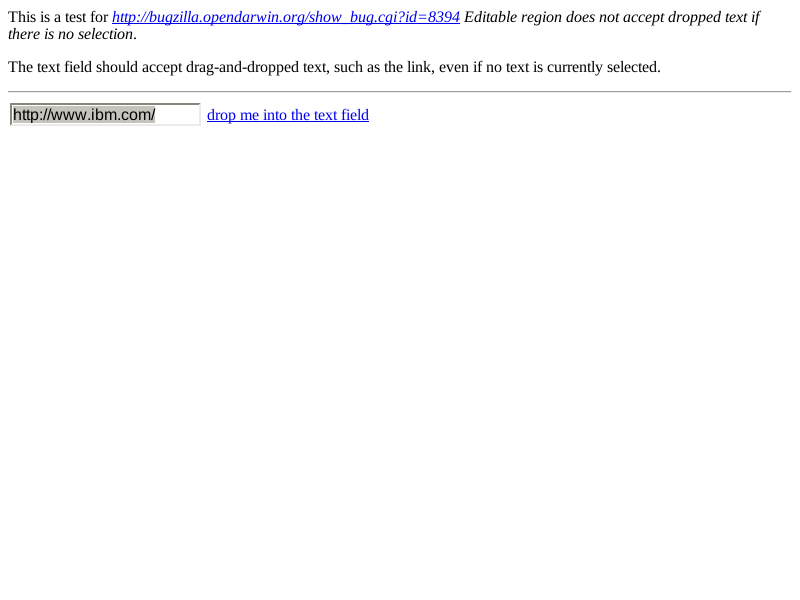 This is a test for http://bugzilla.opendarwin.org/show_bug.cgi?id=8394 Editable region does not accept dropped text if
there is no selection.
The text field should accept drag-and-dropped text, such as the link, even if no text is currently selected.
http://www.ibm.com/ drop me into the text field